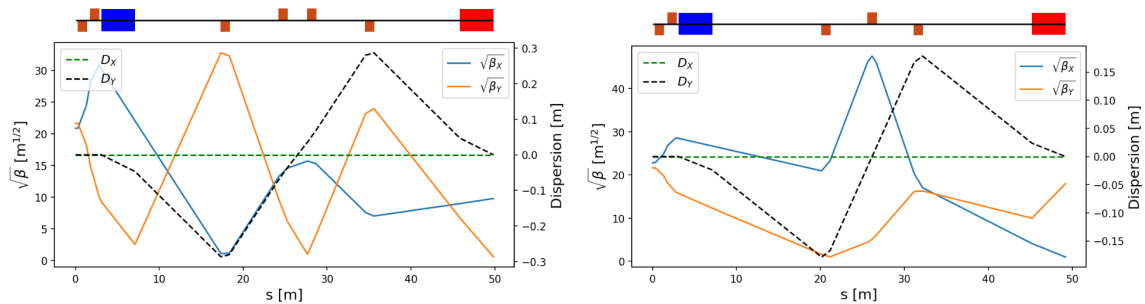 D_X
D_Y
√β_X
√β_Y
30
25
20
15
10
5
0
√β [m^{1/2}]
0.3
0.2
0.1
0.0
−0.1
−0.2
−0.3
Dispersion [m]
0
10
20
30
40
50
s [m]
D_X
D_Y
√β_X
√β_Y
40
30
20
10
0
√β [m^{1/2}]
0.15
0.10
0.05
0.00
−0.05
−0.10
−0.15
Dispersion [m]
0
10
20
30
40
50
s [m]